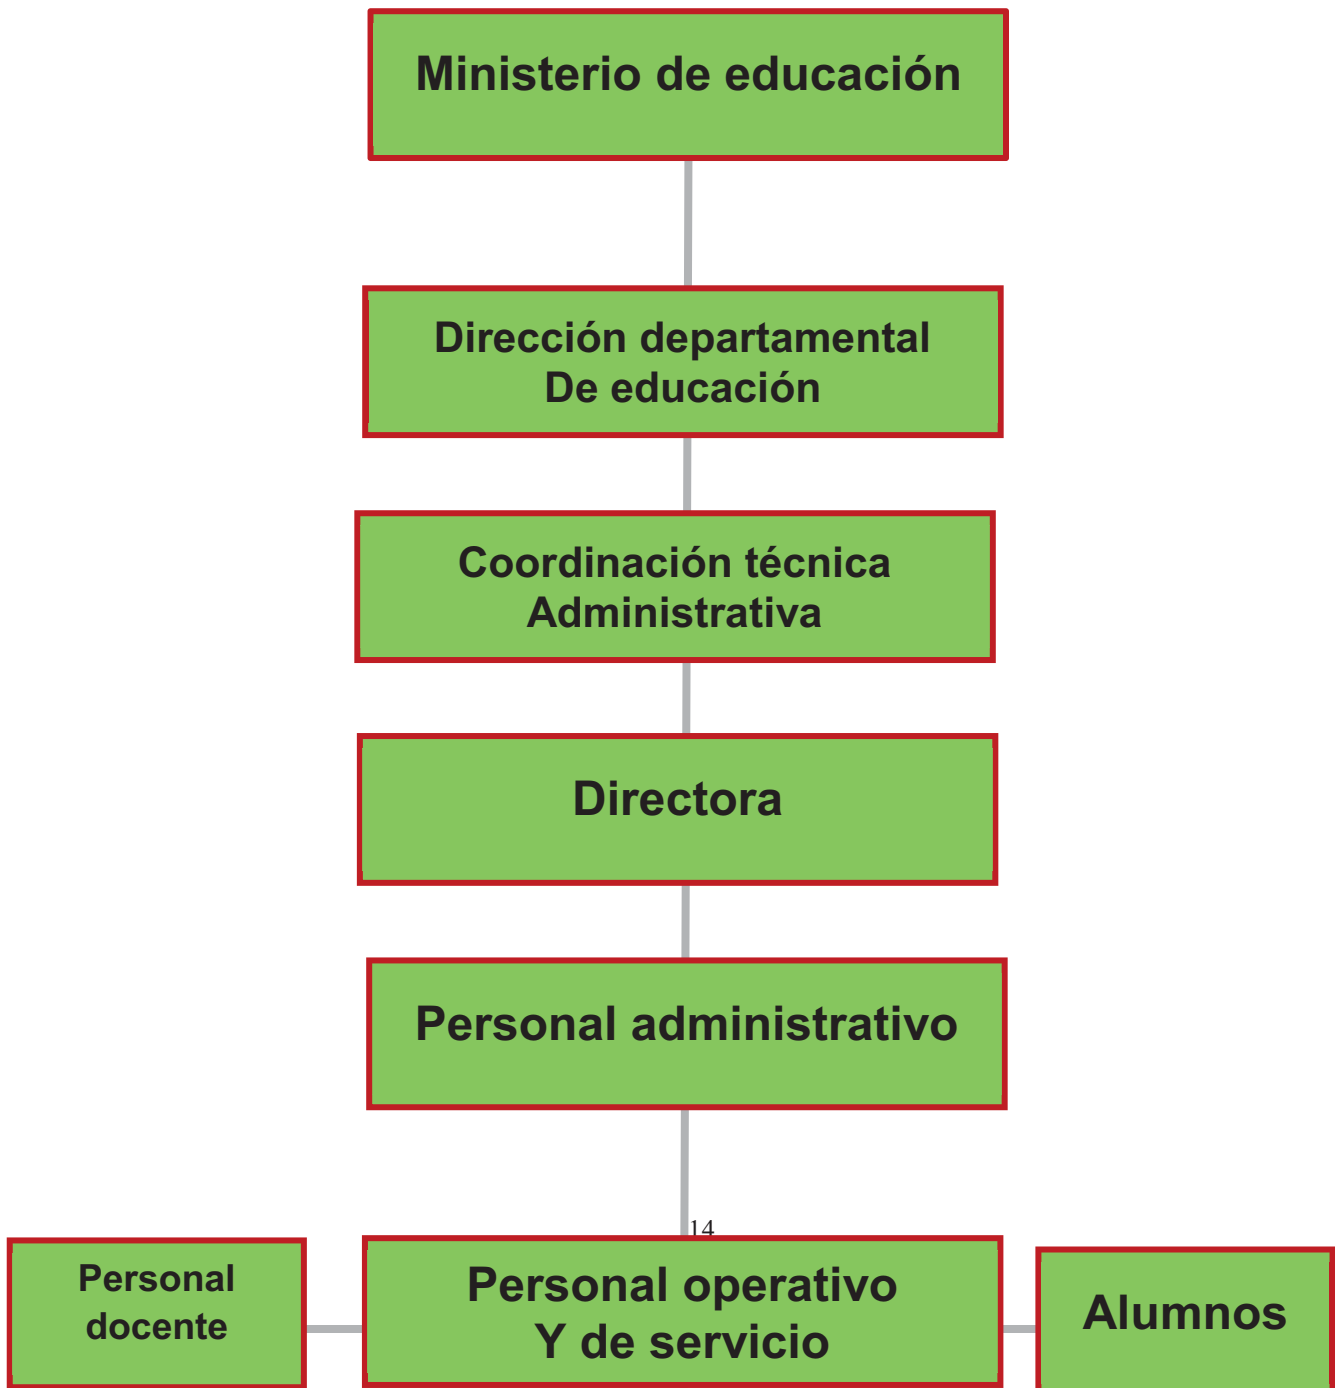 Ministerio de educación
Dirección departamental
De educación
Coordinación técnica
Administrativa
Directora
Personal administrativo
14
Personal
docente
Personal operativo
Y de servicio
Alumnos